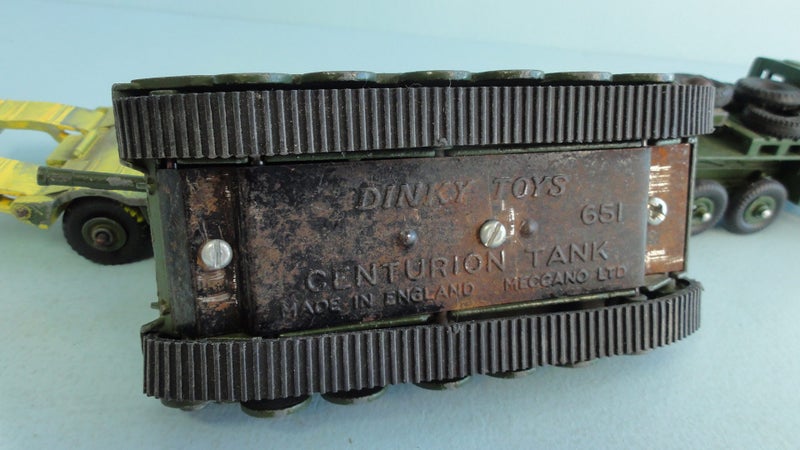 DINKY TOYS
651
CENTURION TANK
MADE IN ENGLAND MECCANO LTD